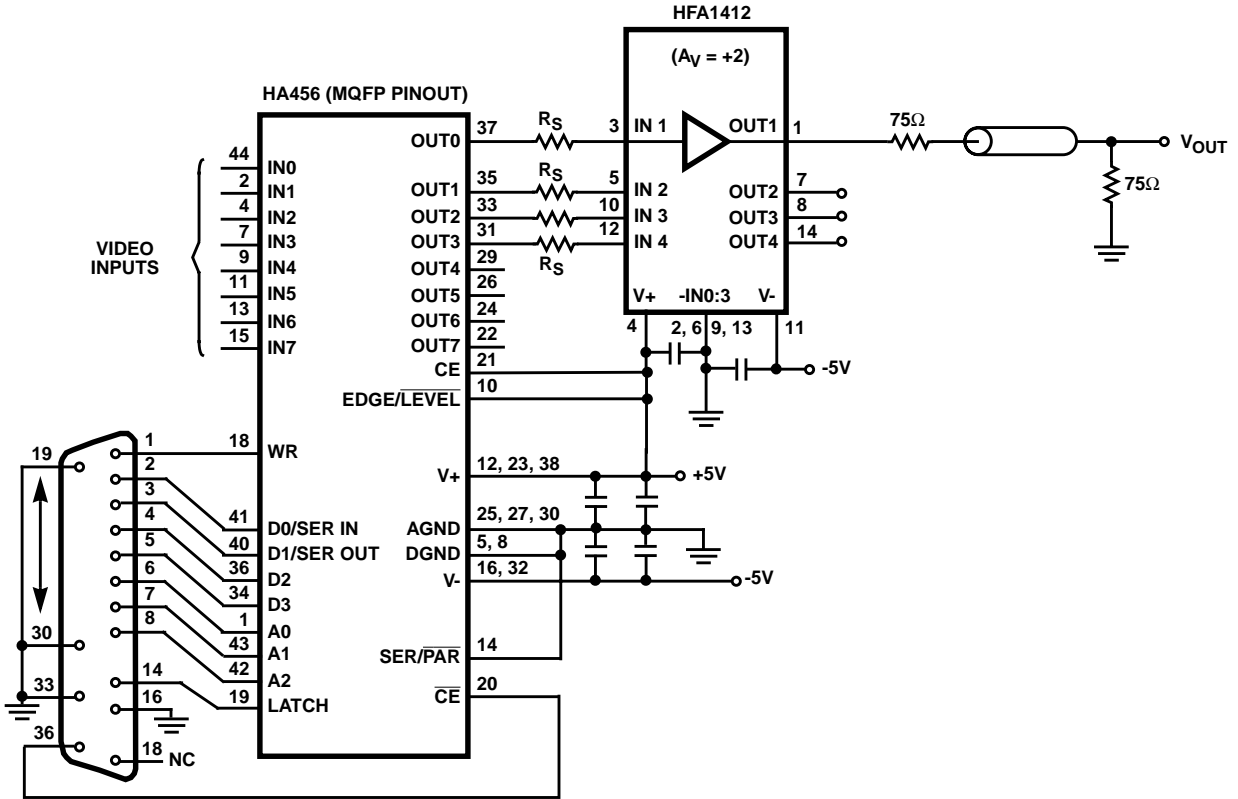 HFA1412
(AV = +2)
HA456 (MQFP PINOUT)
OUT0 37 RS 3 IN 1 OUT1 1 75Ω VOUT
75Ω
44 IN0
2 IN1
4 IN2
7 IN3
9 IN4
11 IN5
13 IN6
15 IN7
VIDEO
INPUTS
OUT1 35 RS 5 IN 2 OUT2 7
OUT2 33 10 IN 3 OUT3 8
OUT3 31 RS 12 IN 4 OUT4 14
OUT4 29
OUT5 26
OUT6 24
OUT7 22
V+ -IN0:3 V-
4 2, 6 9, 13 11
-5V
CE 21
EDGE/LEVEL 10
V+ 12, 23, 38 +5V
AGND 25, 27, 30
DGND 5, 8
V- 16, 32 -5V
SER/PAR 14
CE 20
19 1 18 WR
2 41 D0/SER IN
3 40 D1/SER OUT
4 36 D2
5 34 D3
6 1 A0
7 43 A1
8 42 A2
30
14 19 LATCH
33 16
36 18 NC